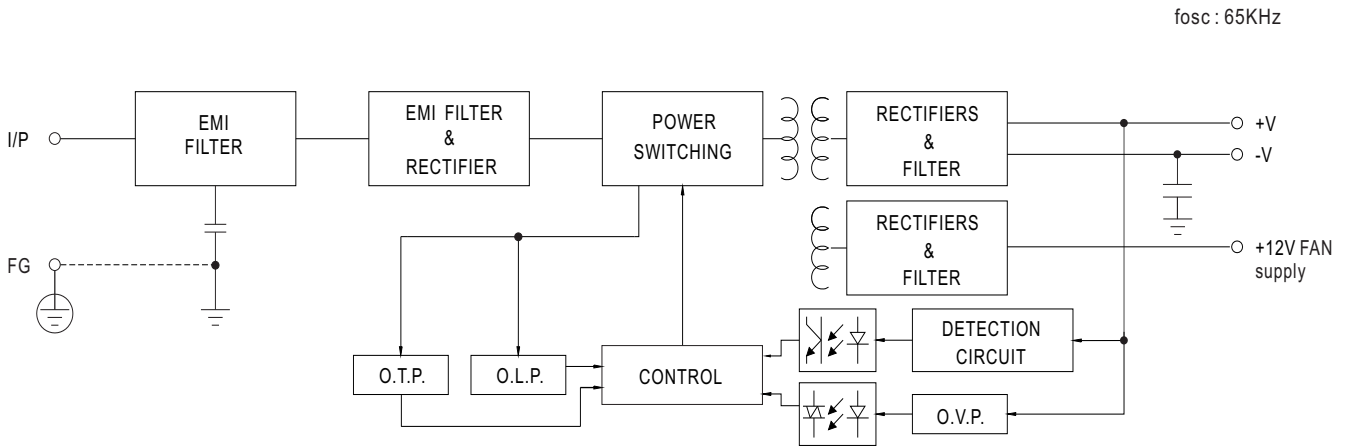 fosc : 65KHz
I/P
EMI
FILTER
EMI FILTER
&
RECTIFIER
POWER
SWITCHING
RECTIFIERS
&
FILTER
+V
-V
RECTIFIERS
&
FILTER
+12V FAN
supply
FG
O.T.P.
O.L.P.
CONTROL
DETECTION
CIRCUIT
O.V.P.